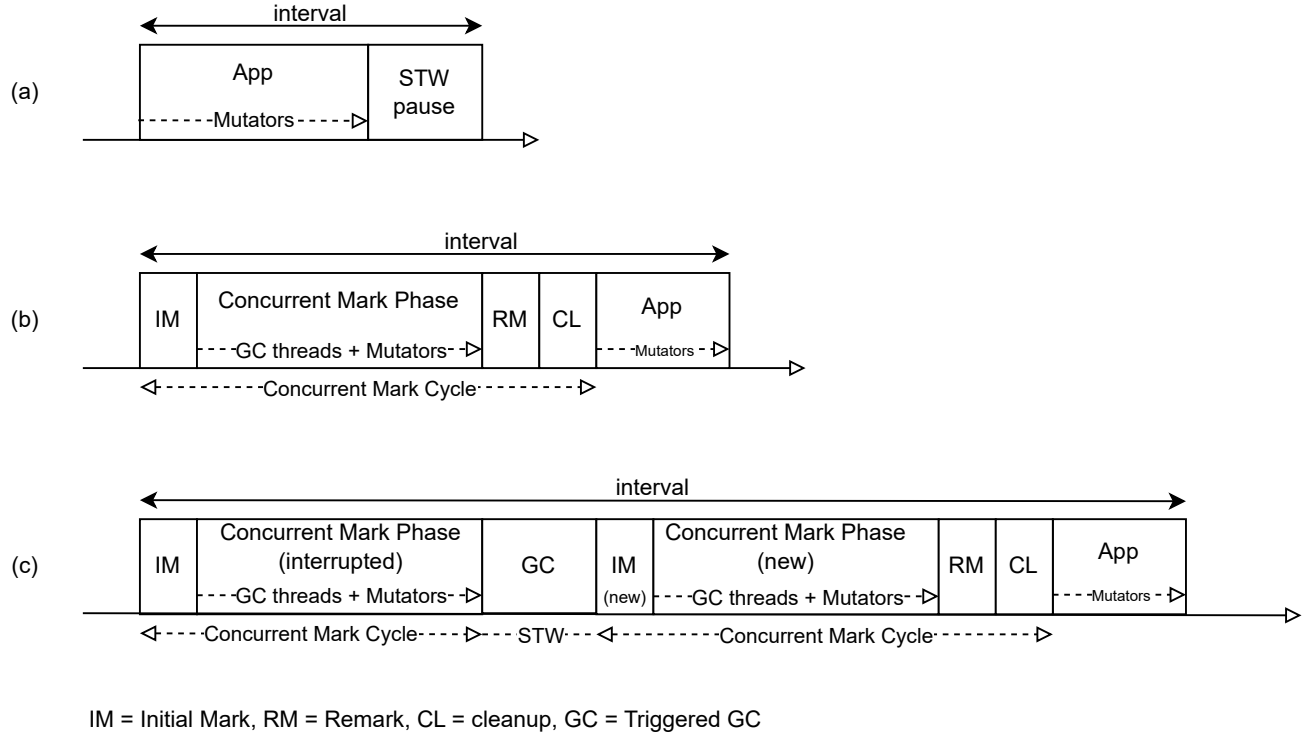 interval
(a)
App
STW
pause
Mutators
interval
(b)
IM
Concurrent Mark Phase
RM
CL
App
GC threads + Mutators
Mutators
Concurrent Mark Cycle
interval
(c)
IM
Concurrent Mark Phase
(interrupted)
GC
IM
(new)
Concurrent Mark Phase
(new)
RM
CL
App
GC threads + Mutators
GC threads + Mutators
Mutators
Concurrent Mark Cycle
STW
Concurrent Mark Cycle
IM = Initial Mark, RM = Remark, CL = cleanup, GC = Triggered GC